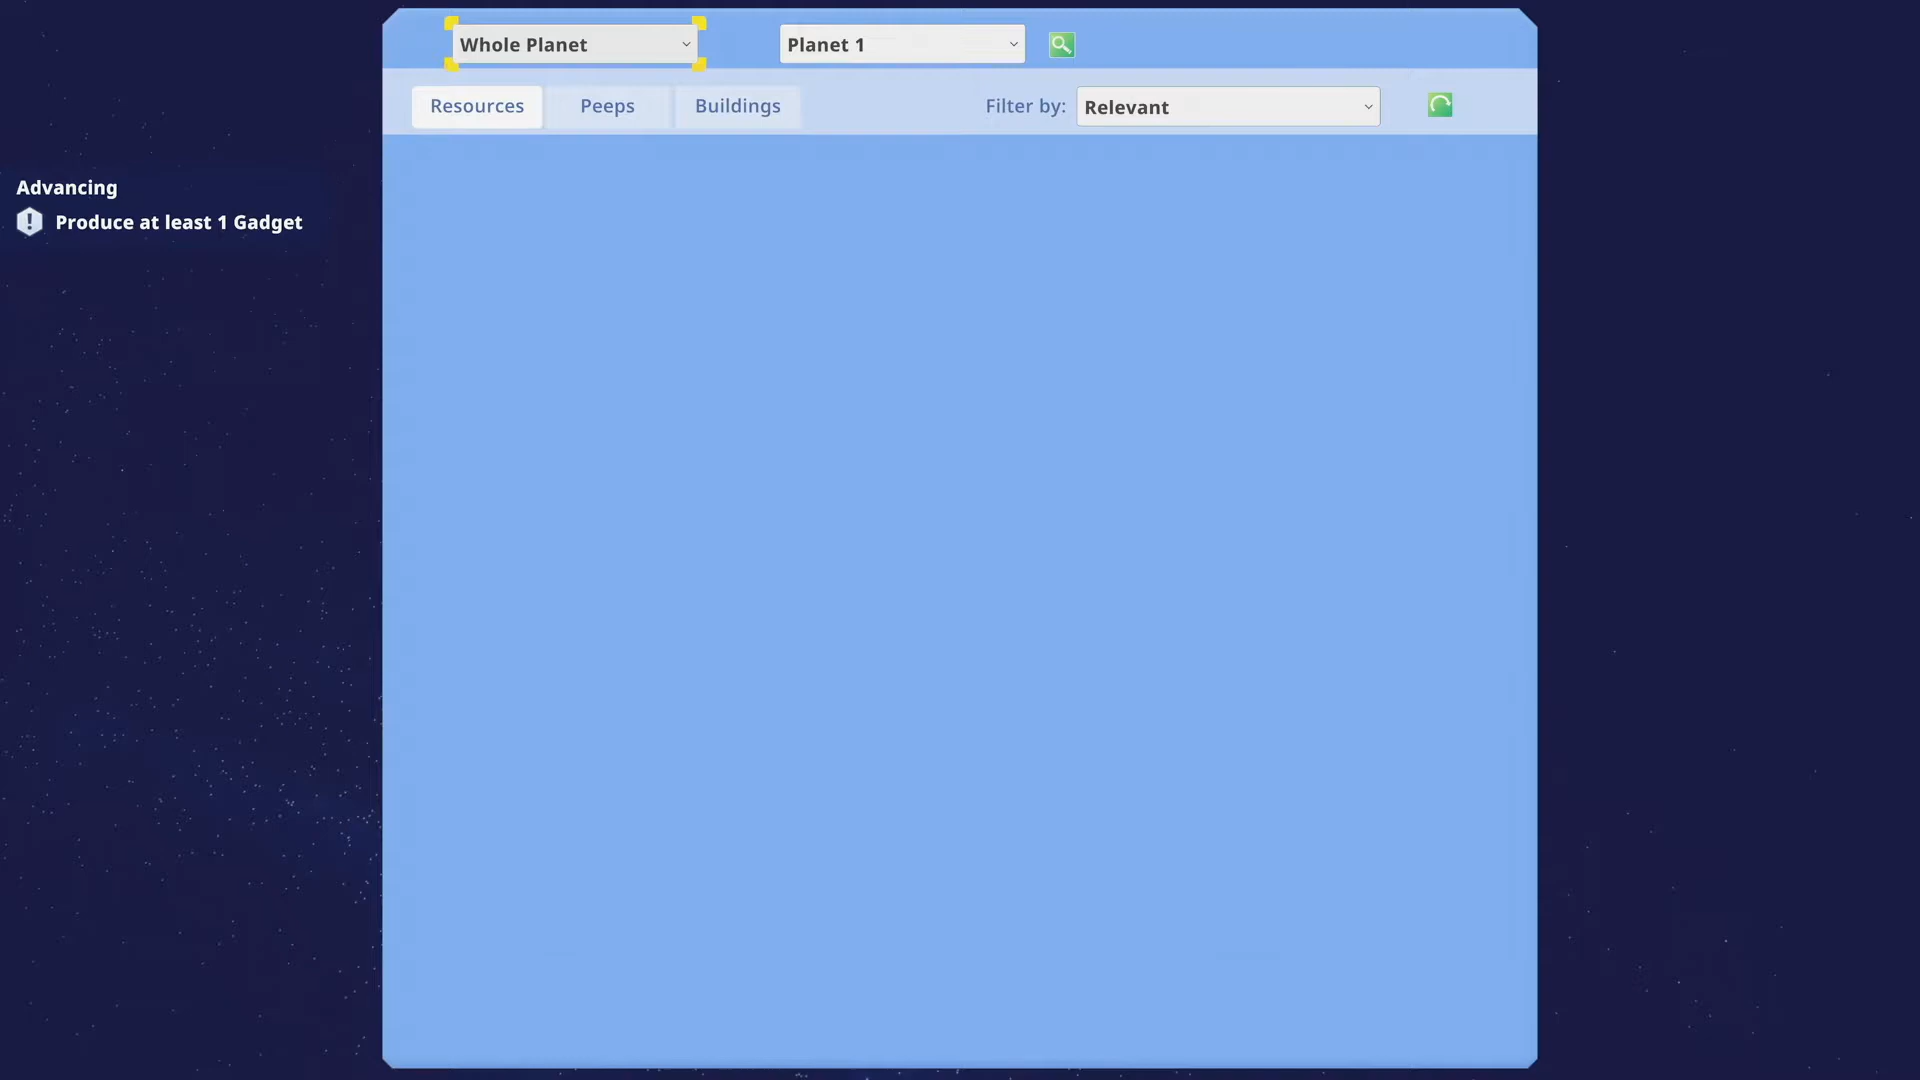 Whole Planet
Planet 1
Resources
Peeps
Buildings
Filter by:
Relevant
Advancing
Produce at least 1 Gadget